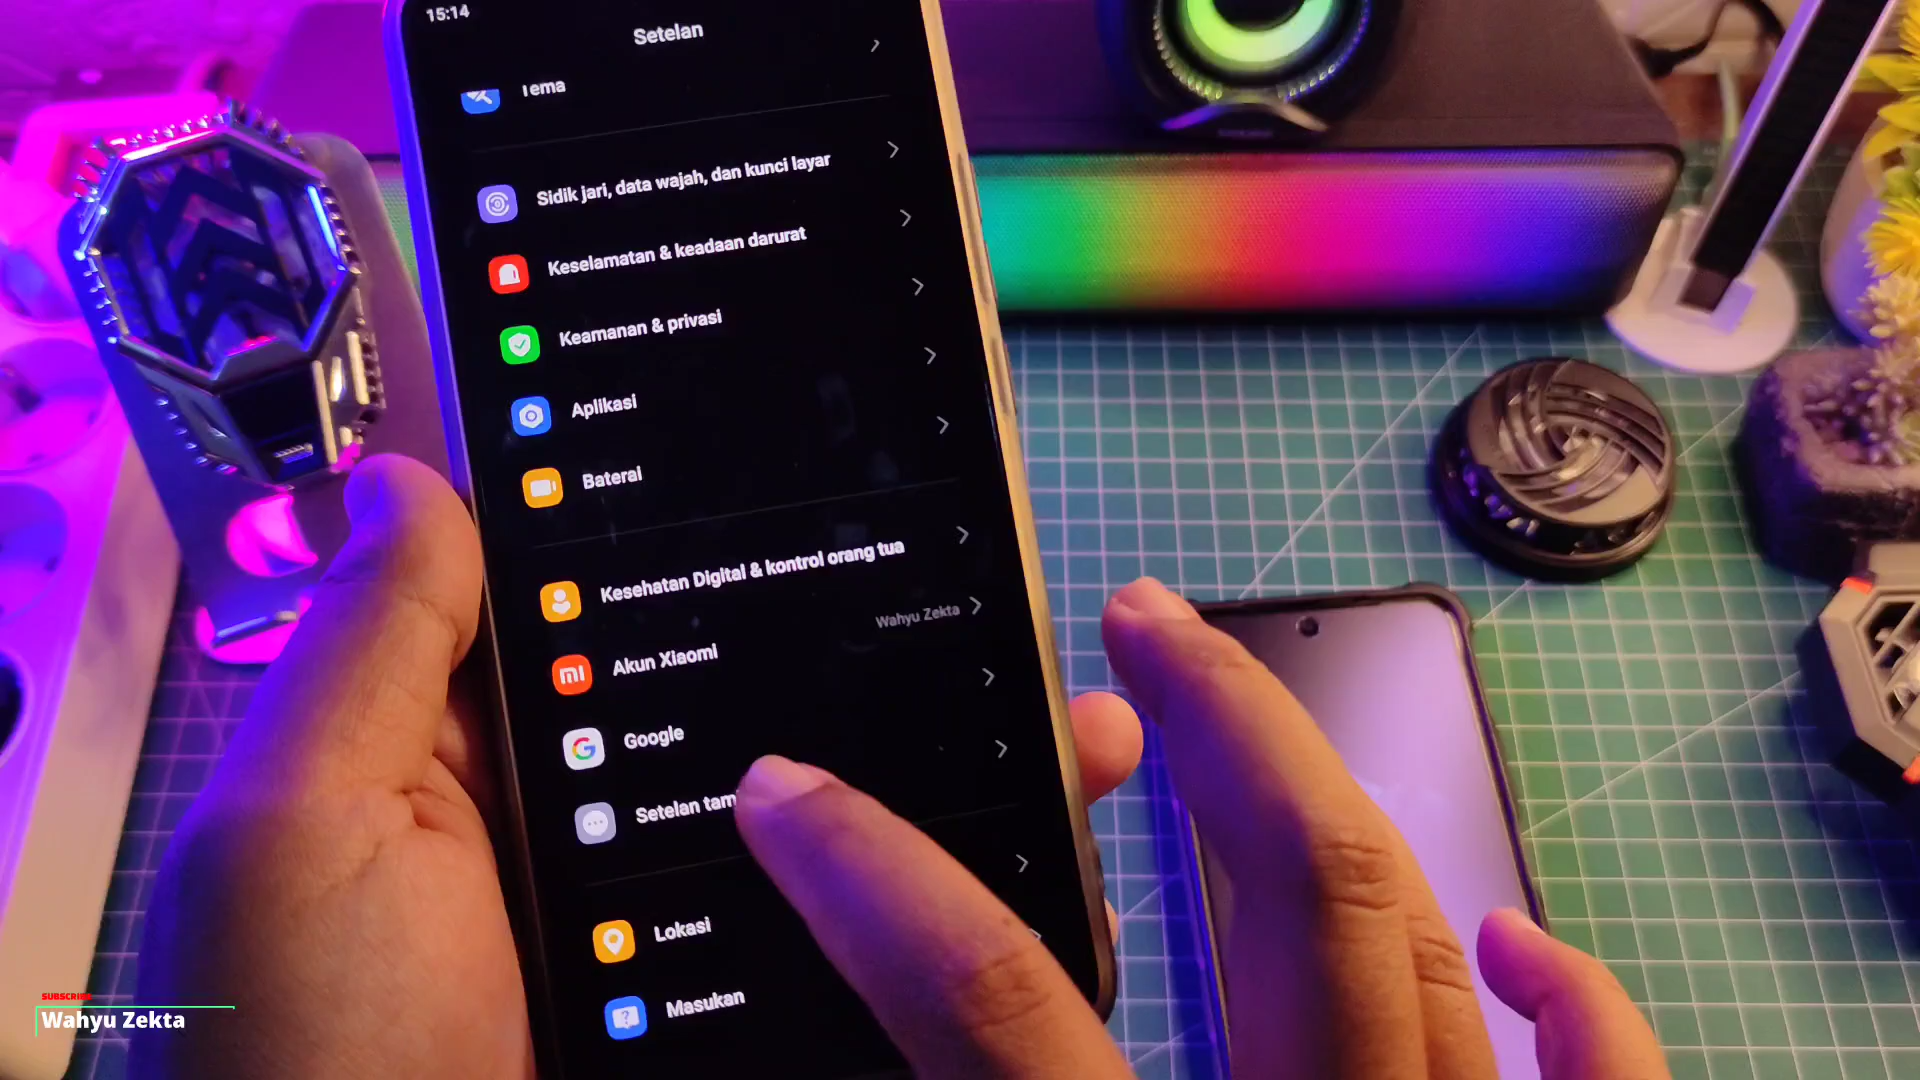 15:14
Setelan
Tema
Sidik jari, data wajah, dan kunci layar
Keselamatan & keadaan darurat
Keamanan & privasi
Aplikasi
Baterai
Kesehatan Digital & kontrol orang tua
Akun Xiaomi
Wahyu Zekta
Google
Setelan tam
Lokasi
Masukan
SUBSCRIBE
Wahyu Zekta